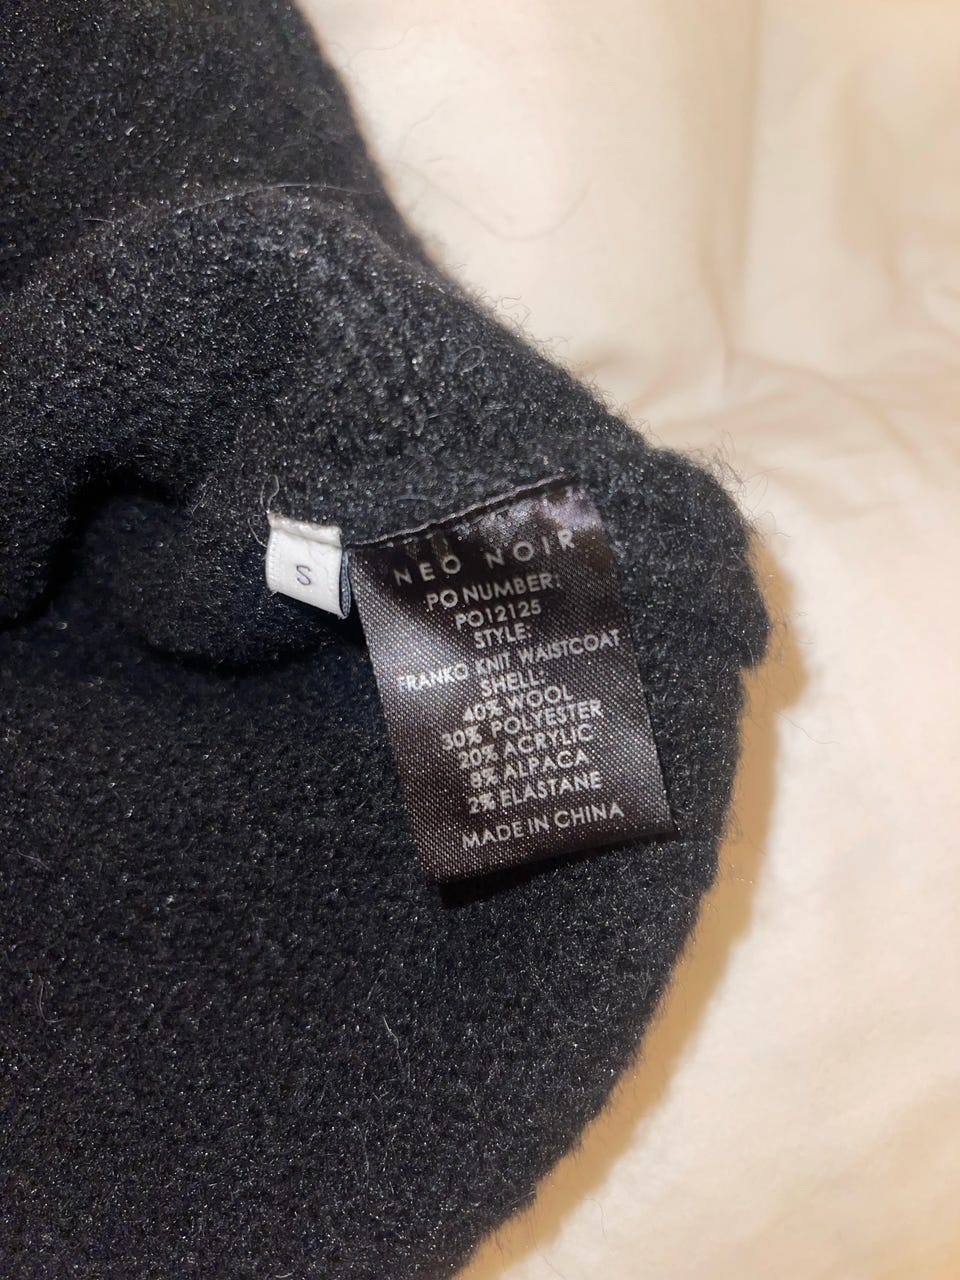 S
NEO NOIR
PO NUMBER:
PO12125
STYLE:
FRANKO KNIT WAISTCOAT
SHELL:
40% WOOL
30% POLYESTER
20% ACRYLIC
8% ALPACA
2% ELASTANE
MADE IN CHINA